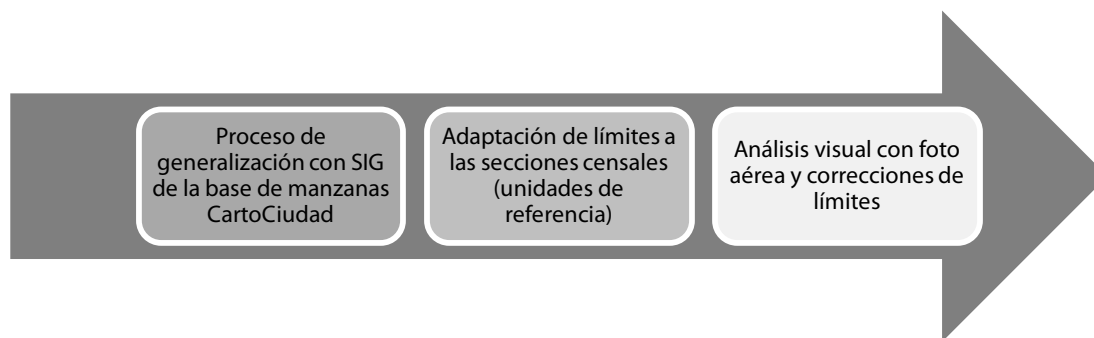 Proceso de
generalización con SIG
de la base de manzanas
CartoCiudad
Adaptación de límites a
las secciones censales
(unidades de
referencia)
Análisis visual con foto
aérea y correcciones de
límites